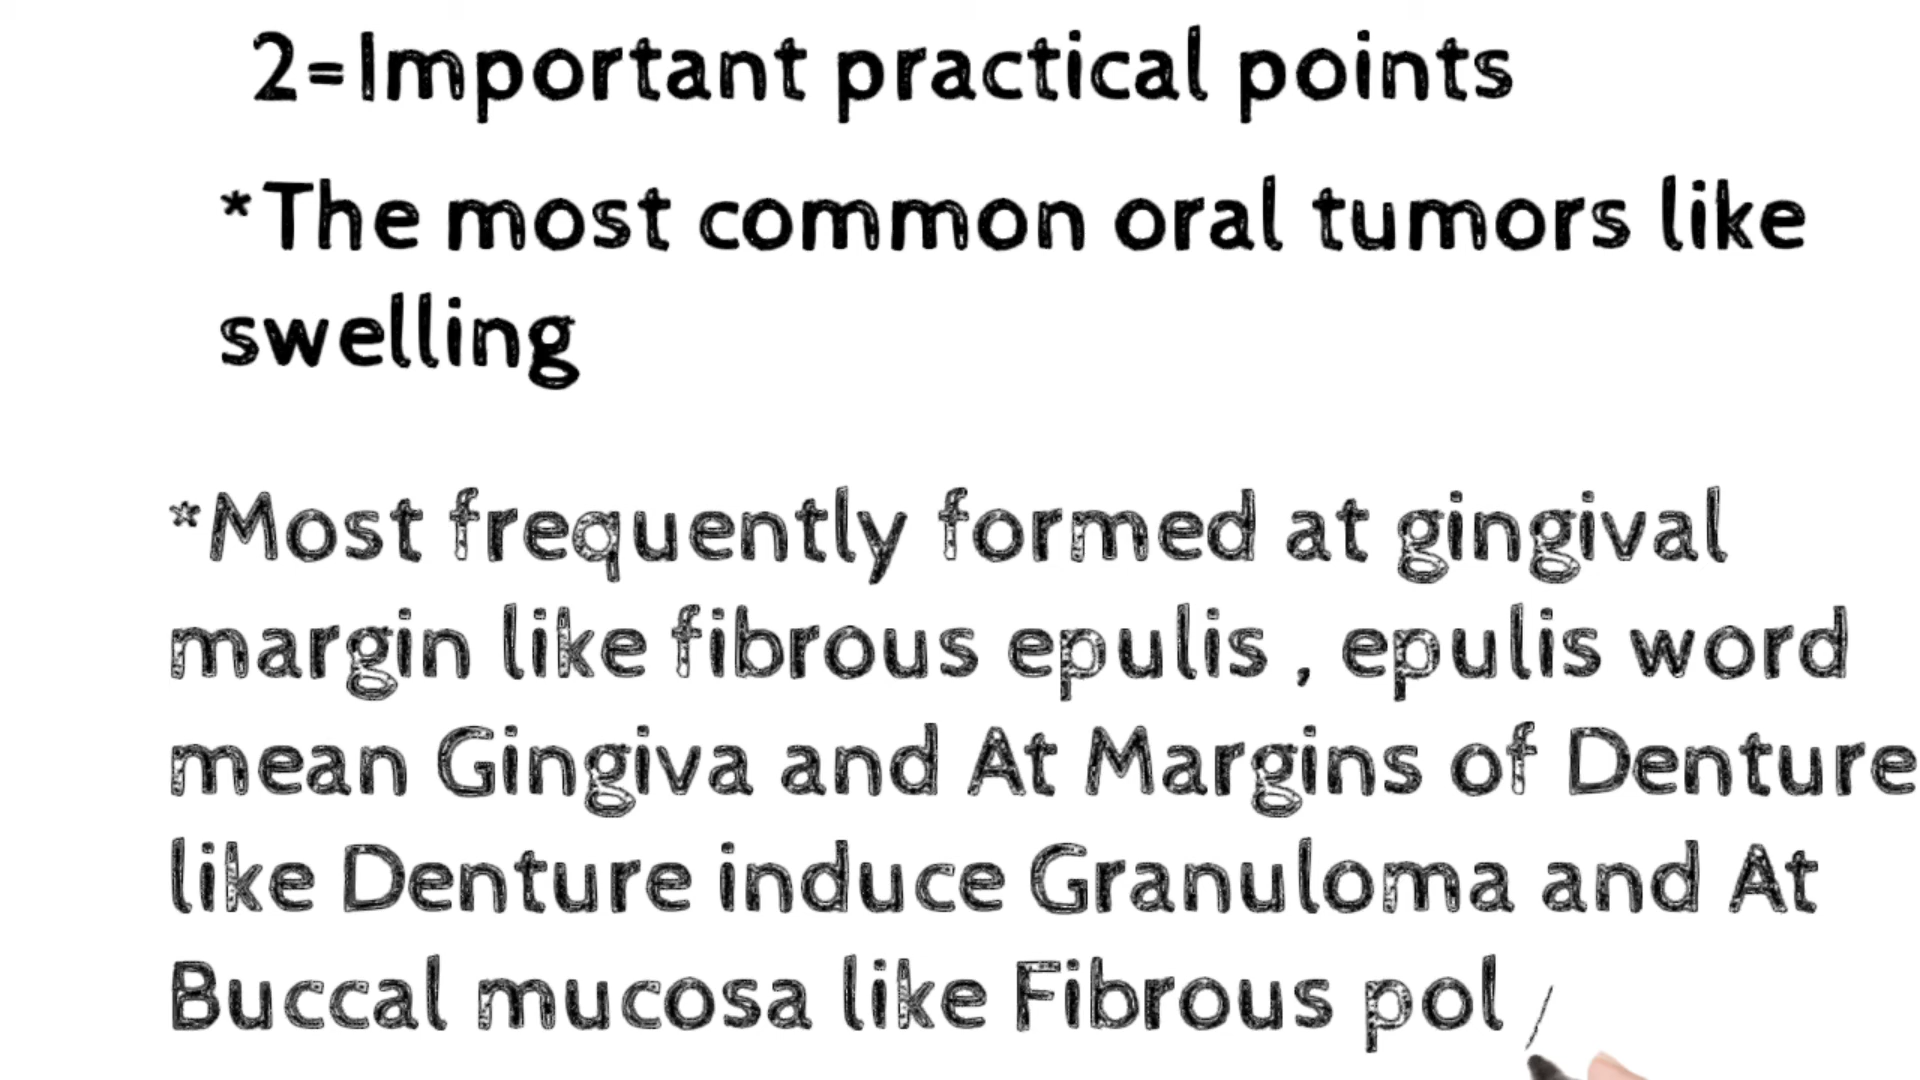 2=Important practical points
*The most common oral tumors like
swelling
*Most frequently formed at gingival
margin like fibrous epulis , epulis word
mean Gingiva and At Margins of Denture
like Denture induce Granuloma and At
Buccal mucosa like Fibrous pol